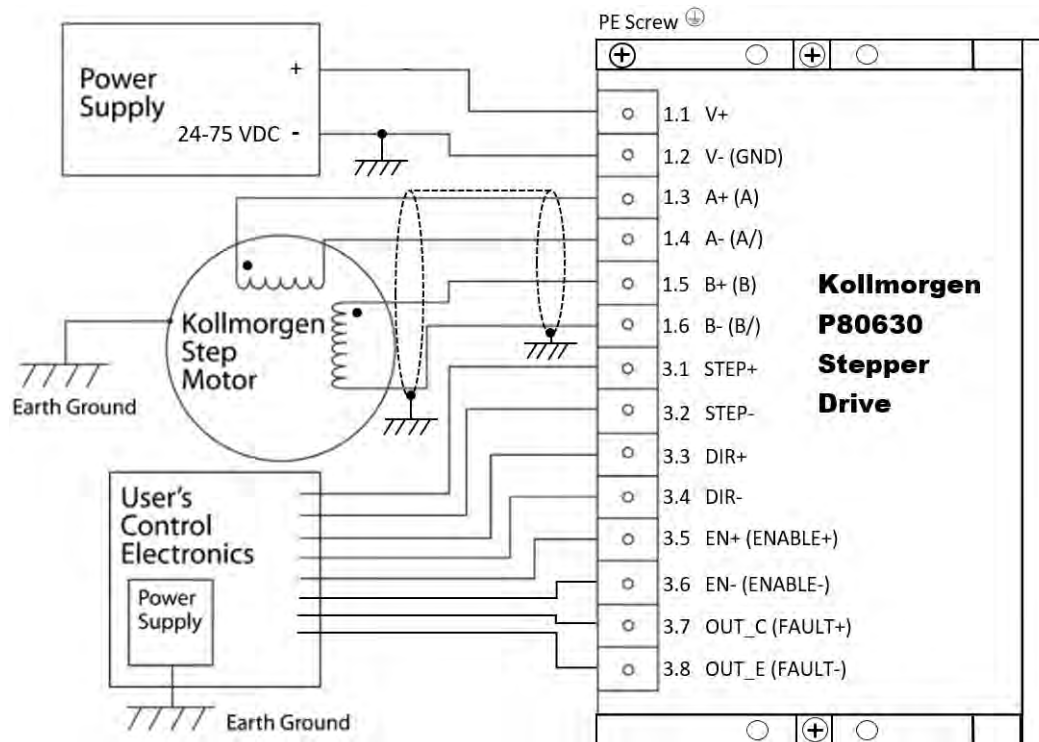 PE Screw
Power
Supply
+
24-75 VDC -
1.1 V+
1.2 V- (GND)
1.3 A+ (A)
1.4 A- (A/)
1.5 B+ (B)
1.6 B- (B/)
3.1 STEP+
3.2 STEP-
3.3 DIR+
3.4 DIR-
3.5 EN+ (ENABLE+)
3.6 EN- (ENABLE-)
3.7 OUT_C (FAULT+)
3.8 OUT_E (FAULT-)
Kollmorgen
P80630
Stepper
Drive
Kollmorgen
Step
Motor
Earth Ground
User's
Control
Electronics
Power
Supply
Earth Ground